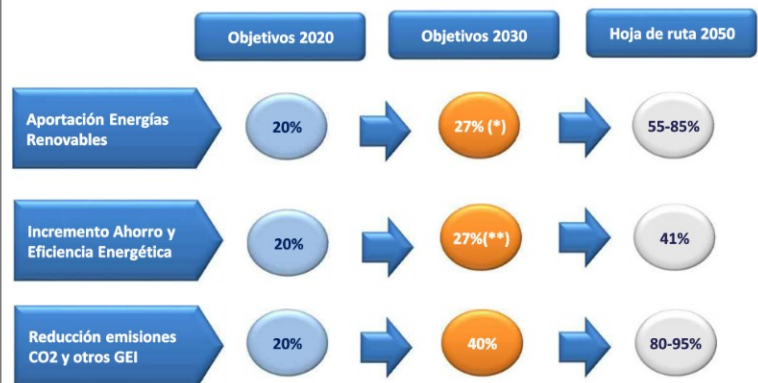 Objetivos 2020
Objetivos 2030
Hoja de ruta 2050
Aportación Energías
Renovables
20%
27% (*)
55-85%
Incremento Ahorro y
Eficiencia Energética
20%
27%(**)
41%
Reducción emisiones
CO2 y otros GEI
20%
40%
80-95%